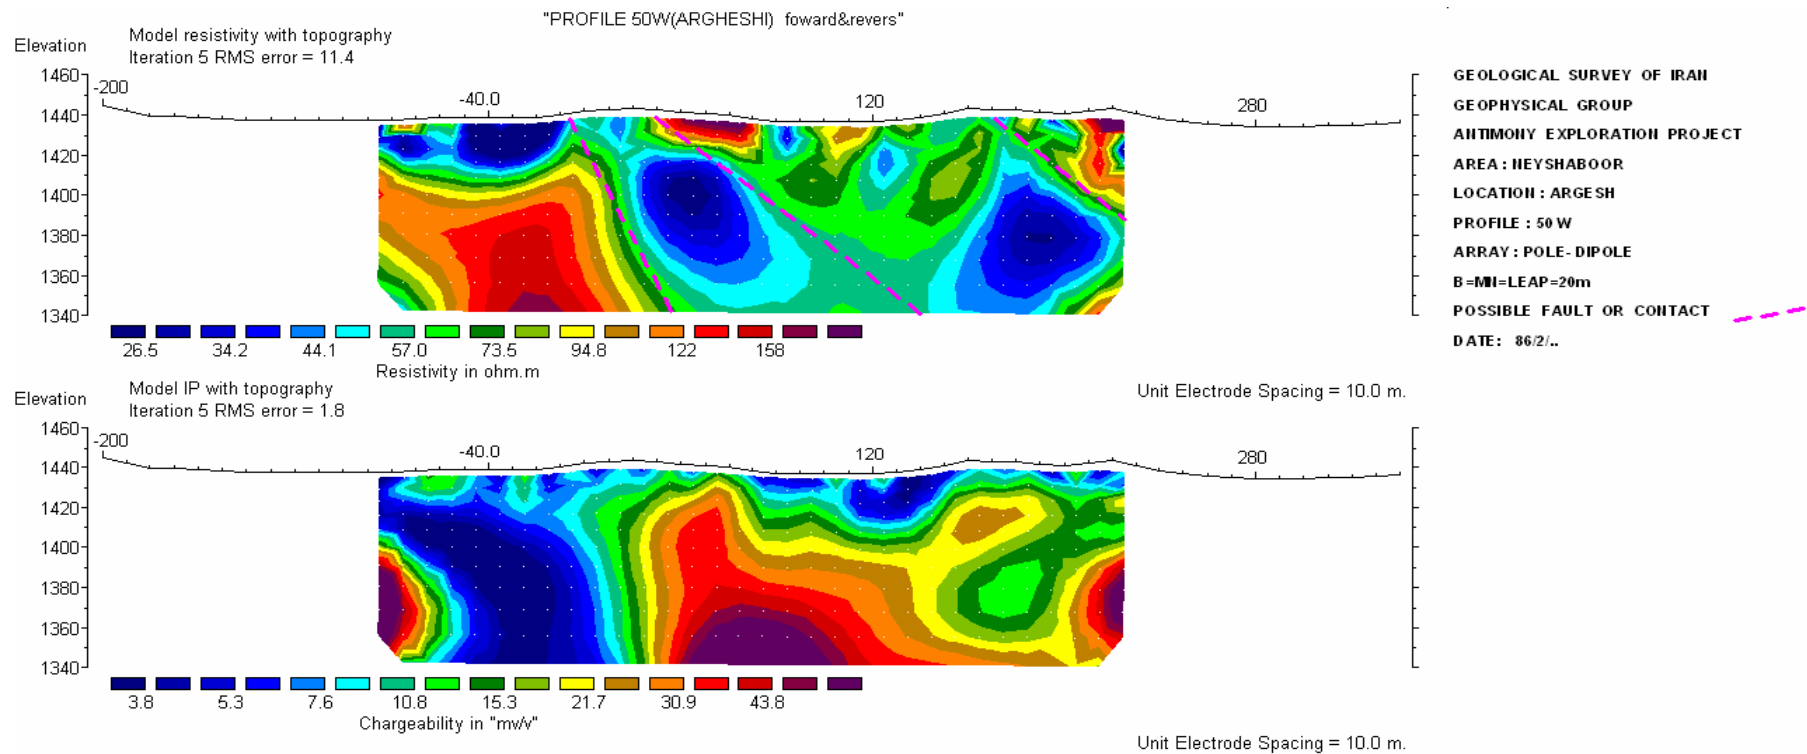 "PROFILE 50W(ARGHESHI) foward&revers"
Model resistivity with topography
Elevation
Iteration 5 RMS error = 11.4
1460
1440
1420
1400
1380
1360
1340
-200
-40.0
120
280
26.5 34.2 44.1 57.0 73.5 94.8 122 158
Resistivity in ohm.m
Unit Electrode Spacing = 10.0 m.
Model IP with topography
Elevation
Iteration 5 RMS error = 1.8
1460
1440
1420
1400
1380
1360
1340
-200
-40.0
120
280
3.8 5.3 7.6 10.8 15.3 21.7 30.9 43.8
Chargeability in "mv/v"
Unit Electrode Spacing = 10.0 m.
GEOLOGICAL SURVEY OF IRAN
GEOPHYSICAL GROUP
ANTIMONY EXPLORATION PROJECT
AREA : NEYSHABOOR
LOCATION : ARGESH
PROFILE : 50 W
ARRAY : POLE- DIPOLE
B=MN=LEAP=20m
POSSIBLE FAULT OR CONTACT
DATE: 86/2/..